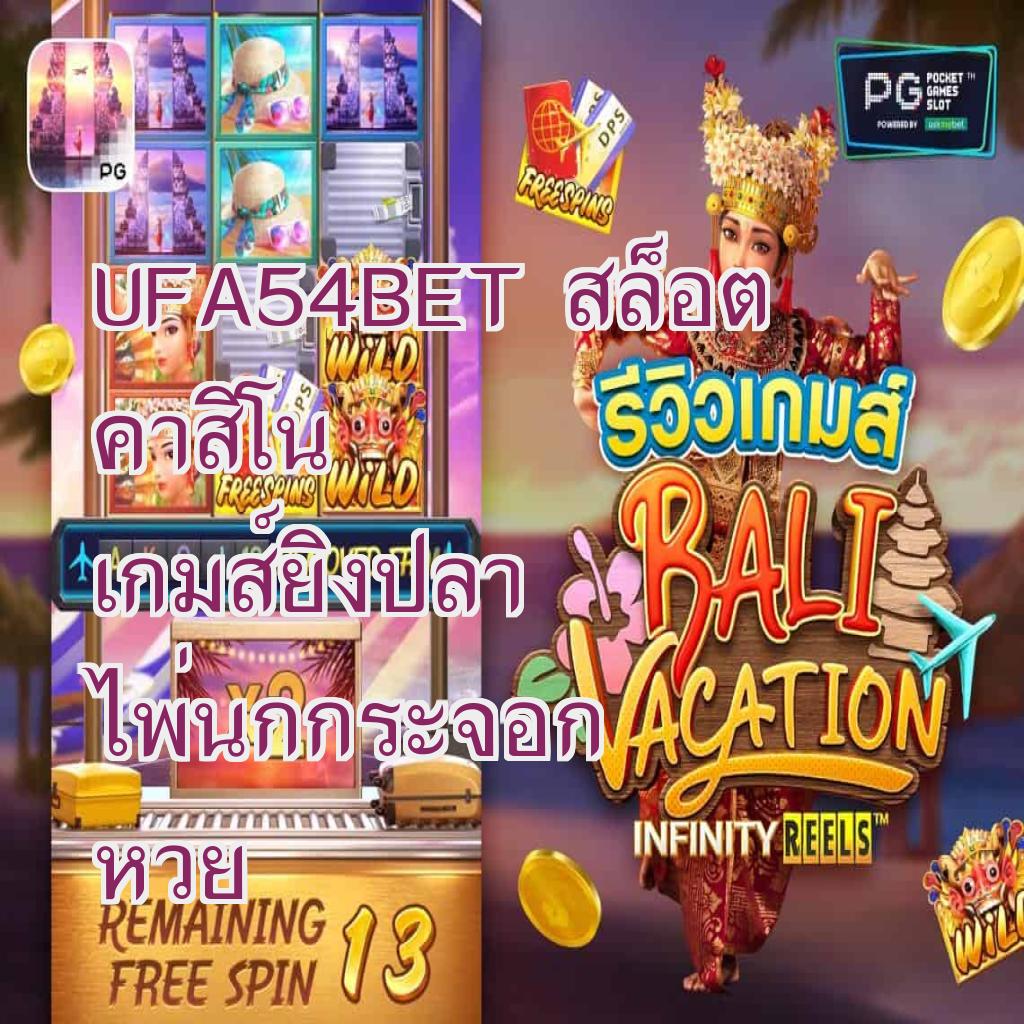 PG
PG POCKET GAMES SLOT™
POWERED BY askmebet
DPS
FREESPINS
UFA54BET สล็อต
คาสิโน
เกมส์ยิงปลา
ไพ่นกกระจอก
หวย
WILD
FREESPINS WILD
x2
REMAINING
FREE SPIN 13
รีวิวเกมส์
BALI
VACATION
INFINITY REELS™
WILD